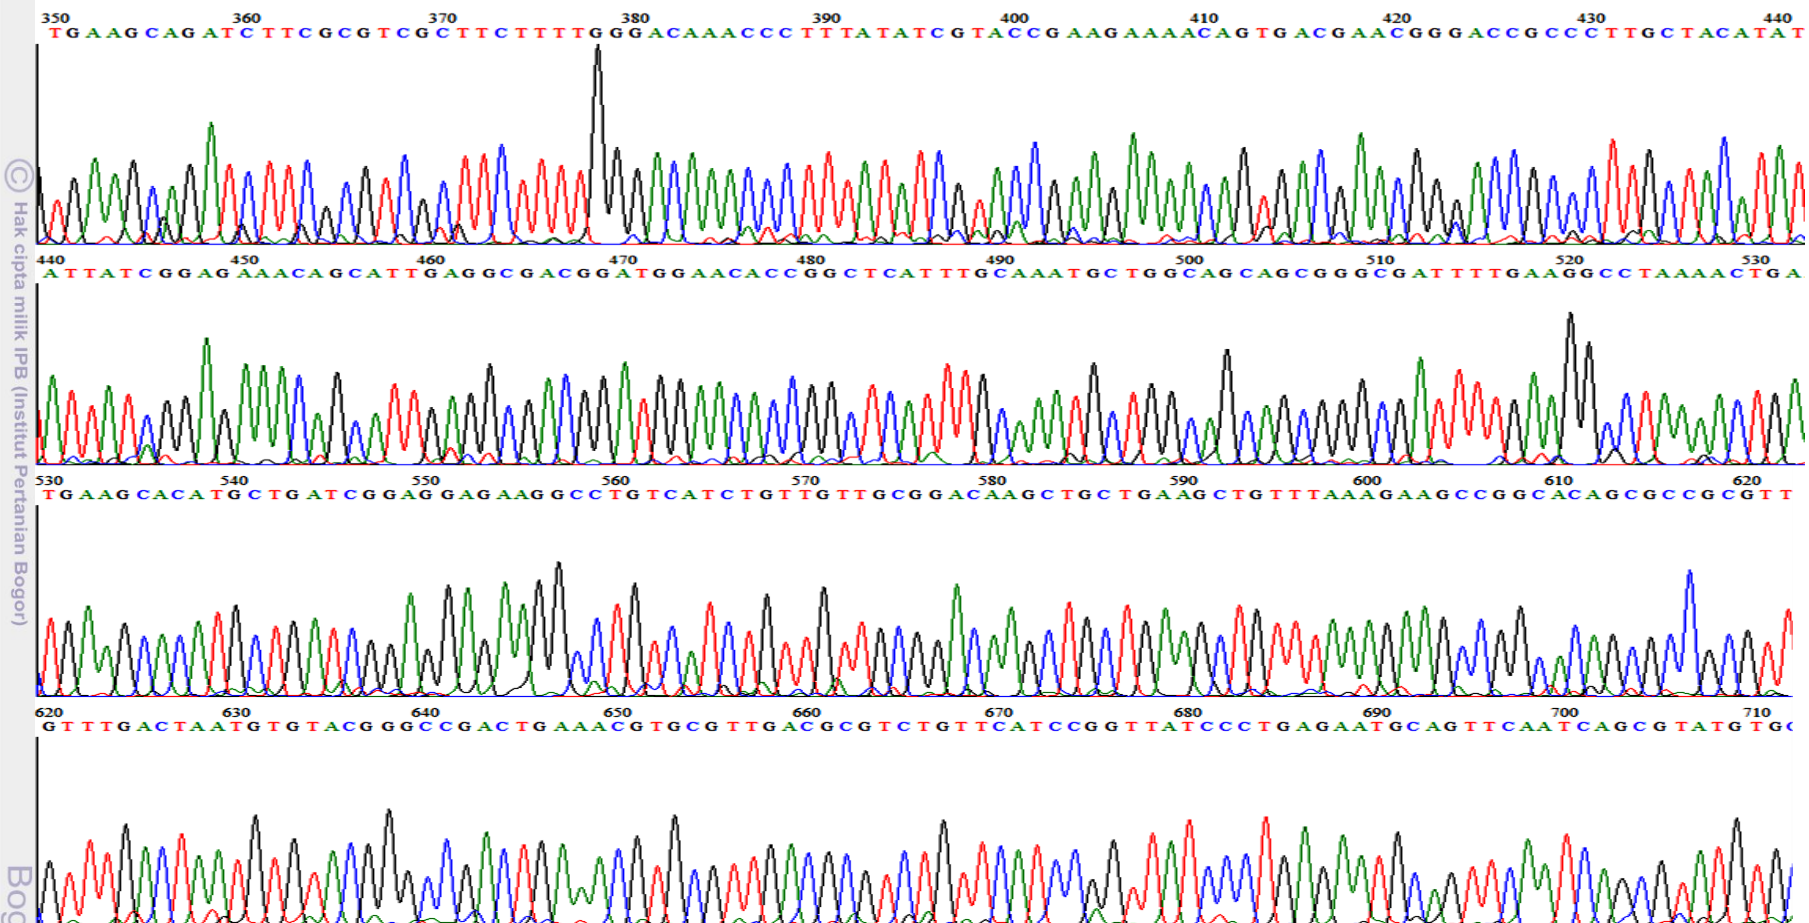 350 360 370 380 390 400 410 420 430 440
TGAAGCAGATCTTCGCGTCGCTTCTTTTGGGACAAACCCTTTATATCGTACCGAAGAAAACAGTGACGAACGGGACCGCCCTTGCTACATAT
440 450 460 470 480 490 500 510 520 530
ATTATCGGAGAAACAGCATTGAGGCGACGGATGGAACACCGGCTCATTTGCAAATGCTGGCAGCAGCGGGCGATTTTGAAGGCCTAAAACTGA
530 540 550 560 570 580 590 600 610 620
TGAAGCACATGCTGATCGGAGGAGAAGGCCTGTCATCTGTTGTTGCGGACAAGCTGCTGAAGCTGTTTAAAGAAGCCGGCACAGCGCCGCGTT
620 630 640 650 660 670 680 690 700 710
GTTTGACTAATGTGTACGGGCCGACTGAAACGTGCGTTGACGCGTCTGTTCATCCGGTTATCCCTGAGAATGCAGTTCAATCAGCGTATGTGC
© Hak cipta milik IPB (Institut Pertanian Bogor)
Bog